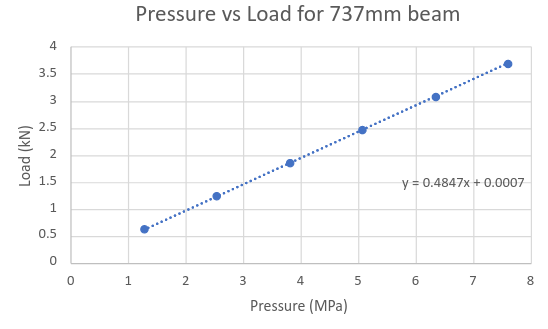 Pressure vs Load for 737mm beam
4
3.5
3
2.5
2
1.5
1
0.5
0
Load (kN)
y = 0.4847x + 0.0007
0 1 2 3 4 5 6 7 8
Pressure (MPa)